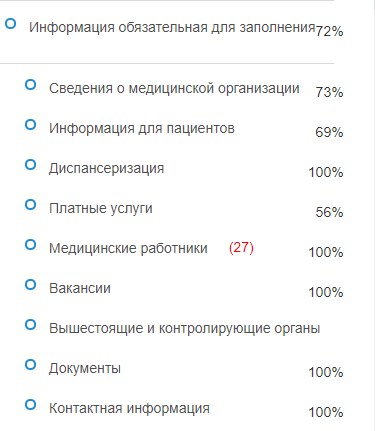 Информация обязательная для заполнения 72%
Сведения о медицинской организации 73%
Информация для пациентов 69%
Диспансеризация 100%
Платные услуги 56%
Медицинские работники (27) 100%
Вакансии 100%
Вышестоящие и контролирующие органы
Документы 100%
Контактная информация 100%